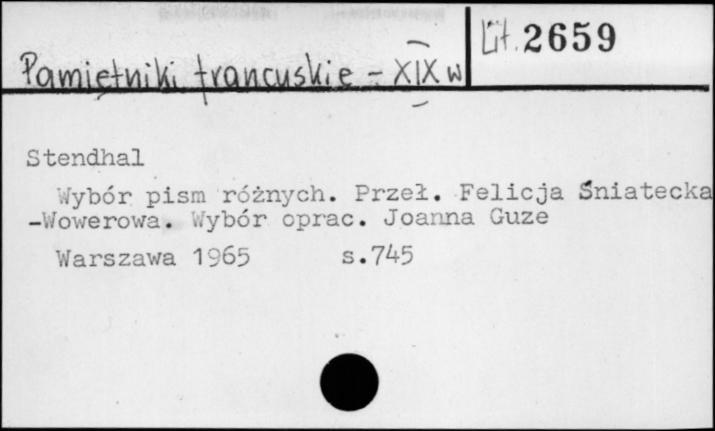 Lit. 2659
Pamiętniki francuskie - XIX w
Stendhal
Wybór pism różnych. Przeł. Felicja Śniatecka
-Wowerowa. Wybór oprac. Joanna Guze
Warszawa 1965 s.745